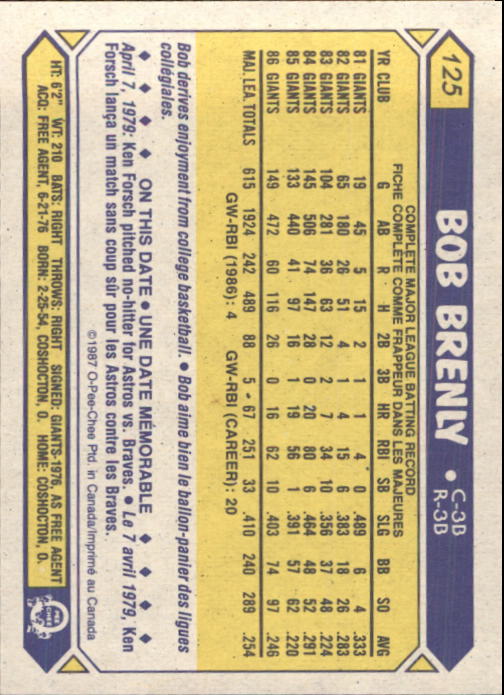 125
BOB BRENLY • C-3B
R-3B
COMPLETE MAJOR LEAGUE BATTING RECORD
FICHE COMPLÈTE COMME FRAPPEUR DANS LES MAJEURES
YR CLUB G AB R H 2B 3B HR RBI SB SLG BB SO AVG
81 GIANTS 19 45 5 15 2 1 1 4 0 .489 6 4 .333
82 GIANTS 65 180 26 51 4 1 4 15 6 .383 18 26 .283
83 GIANTS 104 281 36 63 12 2 7 34 10 .356 37 48 .224
84 GIANTS 145 506 74 147 28 0 20 80 6 .464 48 52 .291
85 GIANTS 133 440 41 97 16 1 19 56 1 .391 57 62 .220
86 GIANTS 149 472 60 116 26 0 16 62 10 .403 74 97 .246
MAJ. LEA. TOTALS 615 1924 242 489 88 5 67 251 33 .410 240 289 .254
GW-RBI (1986): 4 GW-RBI (CAREER): 20
Bob derives enjoyment from college basketball. • Bob aime bien le ballon-panier des ligues
collégiales.
ON THIS DATE • UNE DATE MÉMORABLE
April 7, 1979: Ken Forsch pitched no-hitter for Astros vs. Braves. • Le 7 avril 1979, Ken
Forsch lança un match sans coup sûr pour les Astros contre les Braves.
©1987 O-Pee-Chee Ptd. in Canada/Imprimé au Canada
HT: 6'2" WT: 210 BATS: RIGHT THROWS: RIGHT SIGNED: GIANTS-1976, AS FREE AGENT
ACQ: FREE AGENT, 6-21-76 BORN: 2-25-54, COSHOCTON, O. HOME: COSHOCTON, O.
O PEE CHEE